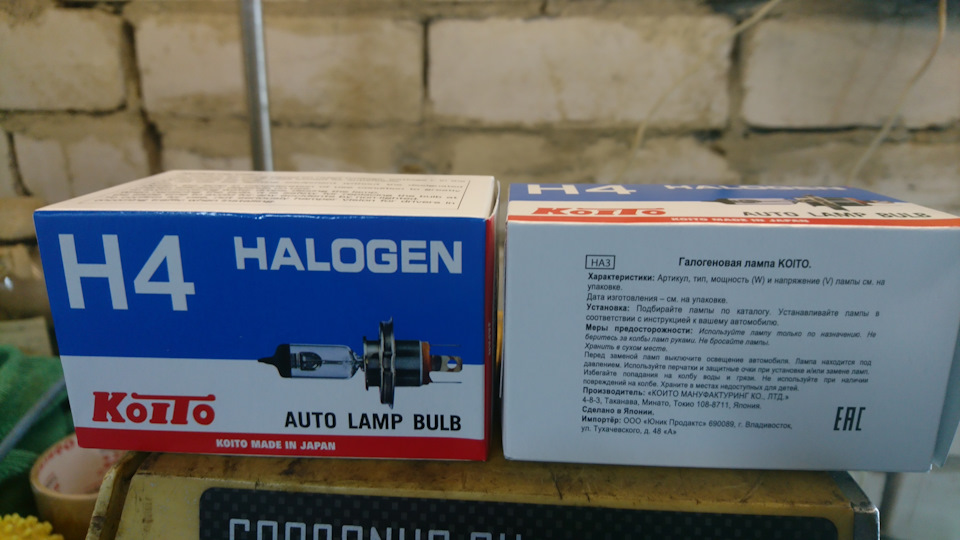 H4
HALOGEN
KOITO
AUTO LAMP BULB
KOITO MADE IN JAPAN
H4 HALOGEN
KOITO
AUTO LAMP BULB
KOITO MADE IN JAPAN
НАЗ
Галогеновая лампа KOITO.
Характеристики: Артикул, тип, мощность (W) и напряжение (V) лампы см. на
упаковке.
Дата изготовления – см. на упаковке.
Установка: Подбирайте лампы по каталогу. Устанавливайте лампы в
соответствии с инструкцией к вашему автомобилю.
Меры предосторожности: Используйте лампу только по назначению. Не
беритесь за колбы ламп руками. Не бросайте лампы.
Хранить в сухом месте.
Перед заменой ламп выключите освещение автомобиля. Лампа находится под
давлением. Используйте перчатки и защитные очки при установке и/или замене ламп.
Избегайте попадания на колбу воды и грязи. Не используйте при наличии
повреждений на колбе. Храните в местах недоступных для детей.
Производитель: «КОИТО МАНУФАКТУРИНГ КО., ЛТД.»
4-8-3, Таканава, Минато, Токио 108-8711, Япония.
Сделано в Японии.
Импортёр: ООО «Юник Продактс» 690089, г. Владивосток,
ул. Тухачевского, д. 48 «А»
EAC